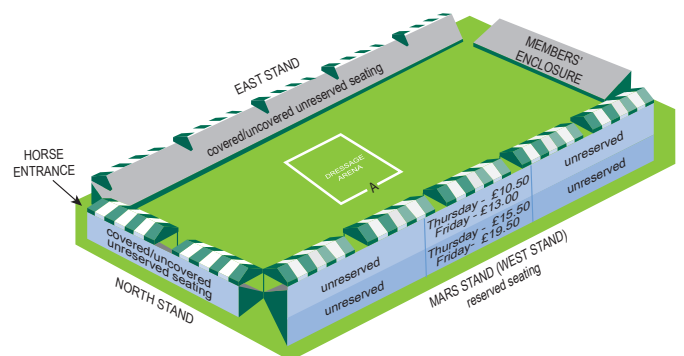 EAST STAND
MEMBERS'
ENCLOSURE
covered/uncovered unreserved seating
HORSE
ENTRANCE
DRESSAGE
ARENA
A
covered/uncovered
unreserved seating
NORTH STAND
unreserved
unreserved
Thursday - £10.50
Friday - £13.00
Thursday - £15.50
Friday- £19.50
unreserved
unreserved
MARS STAND (WEST STAND)
reserved seating